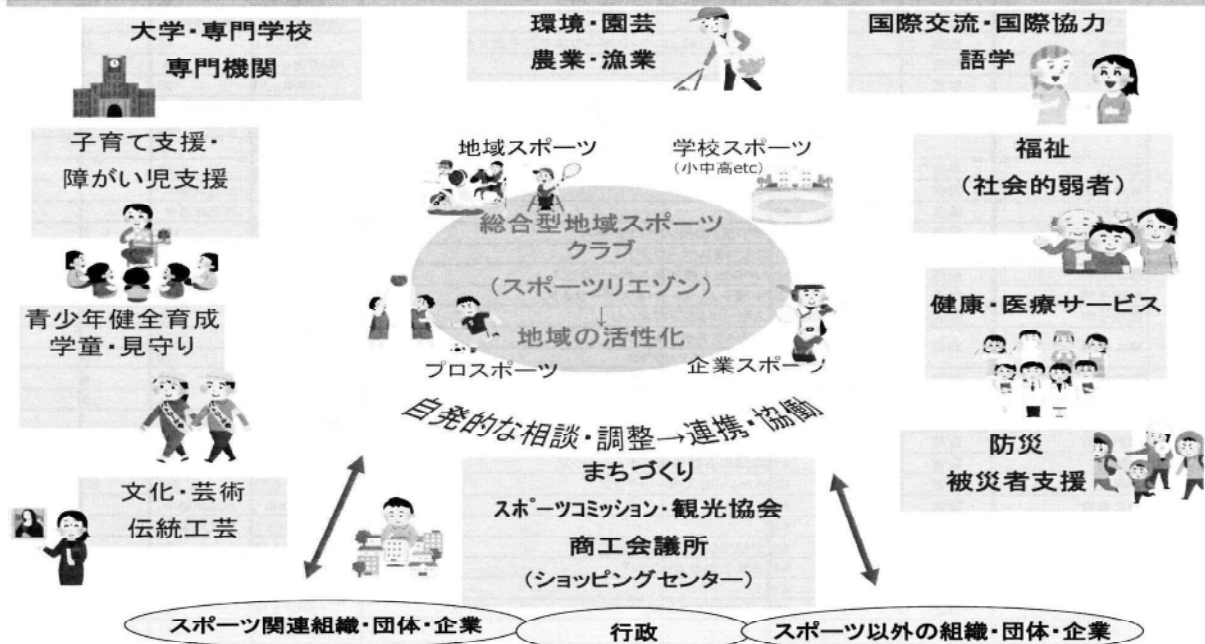 大学・専門学校
専門機関
環境・園芸
農業・漁業
国際交流・国際協力
語学
子育て支援・
障がい児支援
地域スポーツ
学校スポーツ
(小中高etc)
福祉
(社会的弱者)
総合型地域スポーツ
クラブ
(スポーツリエゾン)
↓
地域の活性化
青少年健全育成
学童・見守り
健康・医療サービス
プロスポーツ
企業スポーツ
自発的な相談・調整→連携・協働
文化・芸術
伝統工芸
まちづくり
スポーツコミッション・観光協会
商工会議所
(ショッピングセンター)
防災
被災者支援
スポーツ関連組織・団体・企業
行政
スポーツ以外の組織・団体・企業